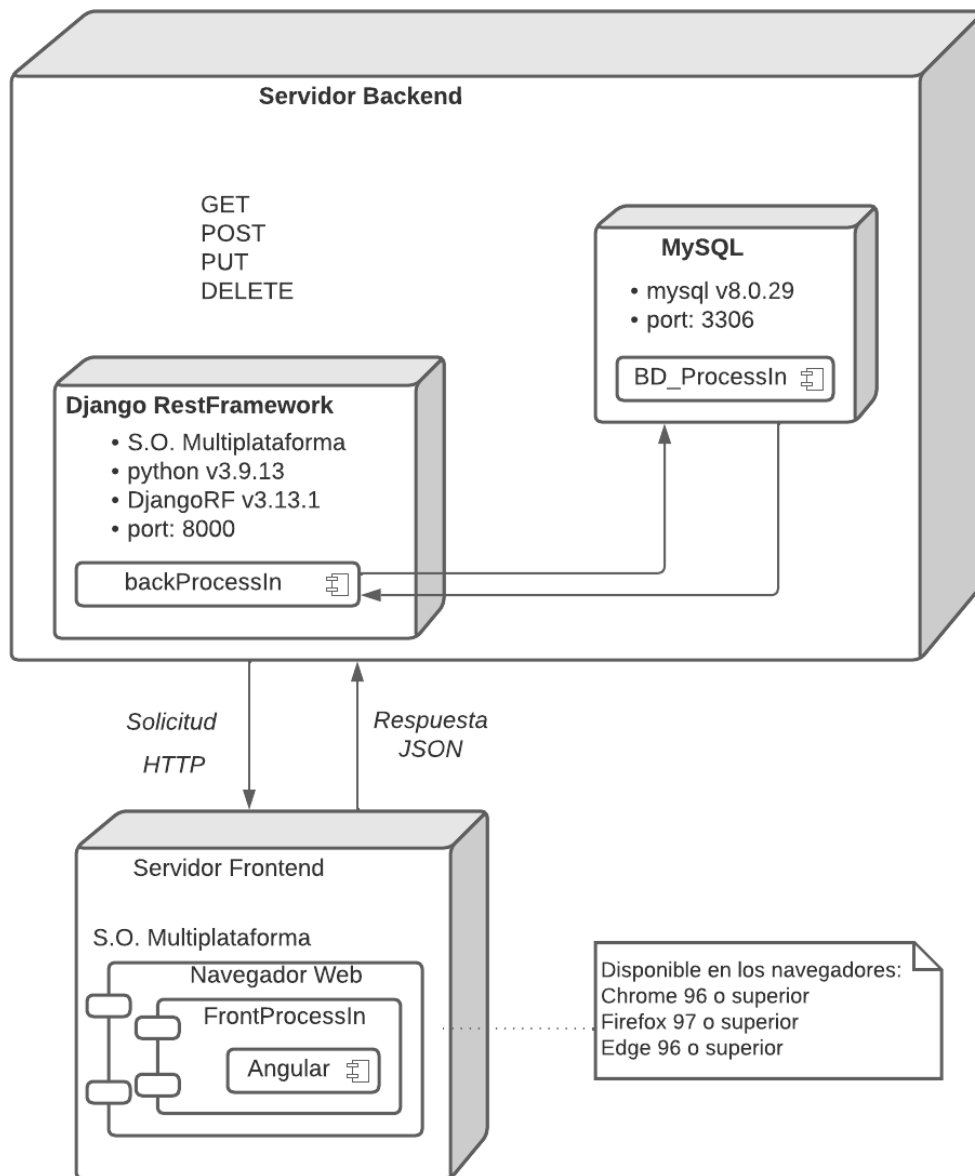 Servidor Backend
GET
POST
PUT
DELETE
MySQL
• mysql v8.0.29
• port: 3306
BD_ProcessIn
Django RestFramework
• S.O. Multiplataforma
• python v3.9.13
• DjangoRF v3.13.1
• port: 8000
backProcessIn
Solicitud
HTTP
Respuesta
JSON
Servidor Frontend
S.O. Multiplataforma
Navegador Web
FrontProcessIn
Angular
Disponible en los navegadores:
Chrome 96 o superior
Firefox 97 o superior
Edge 96 o superior